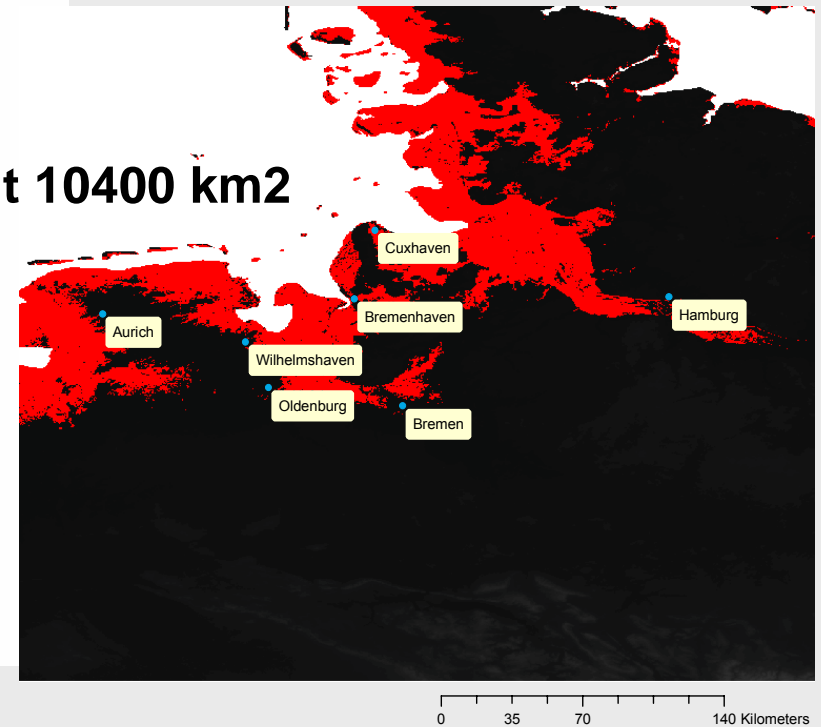 t 10400 km2
Cuxhaven
Bremenhaven
Hamburg
Aurich
Wilhelmshaven
Oldenburg
Bremen
0 35 70 140 Kilometers